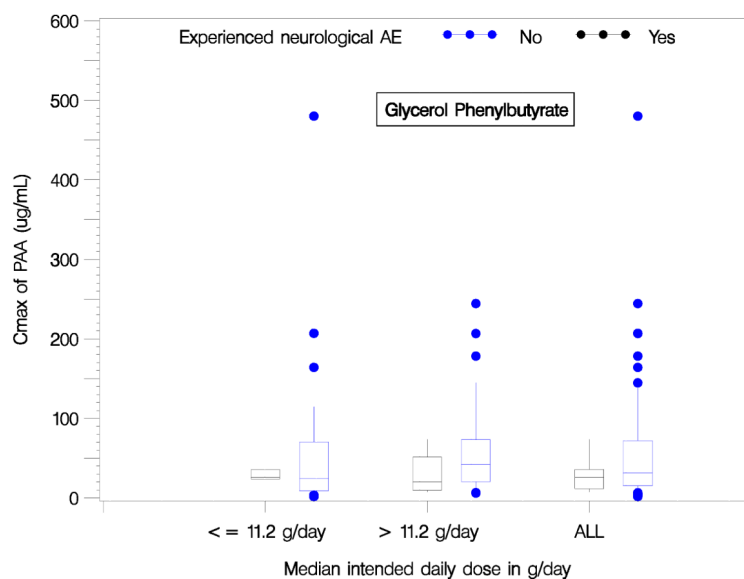 600
Experienced neurological AE No Yes
500
Glycerol Phenylbutyrate
400
Cmax of PAA (ug/mL)
300
200
100
0
< = 11.2 g/day > 11.2 g/day ALL
Median intended daily dose in g/day